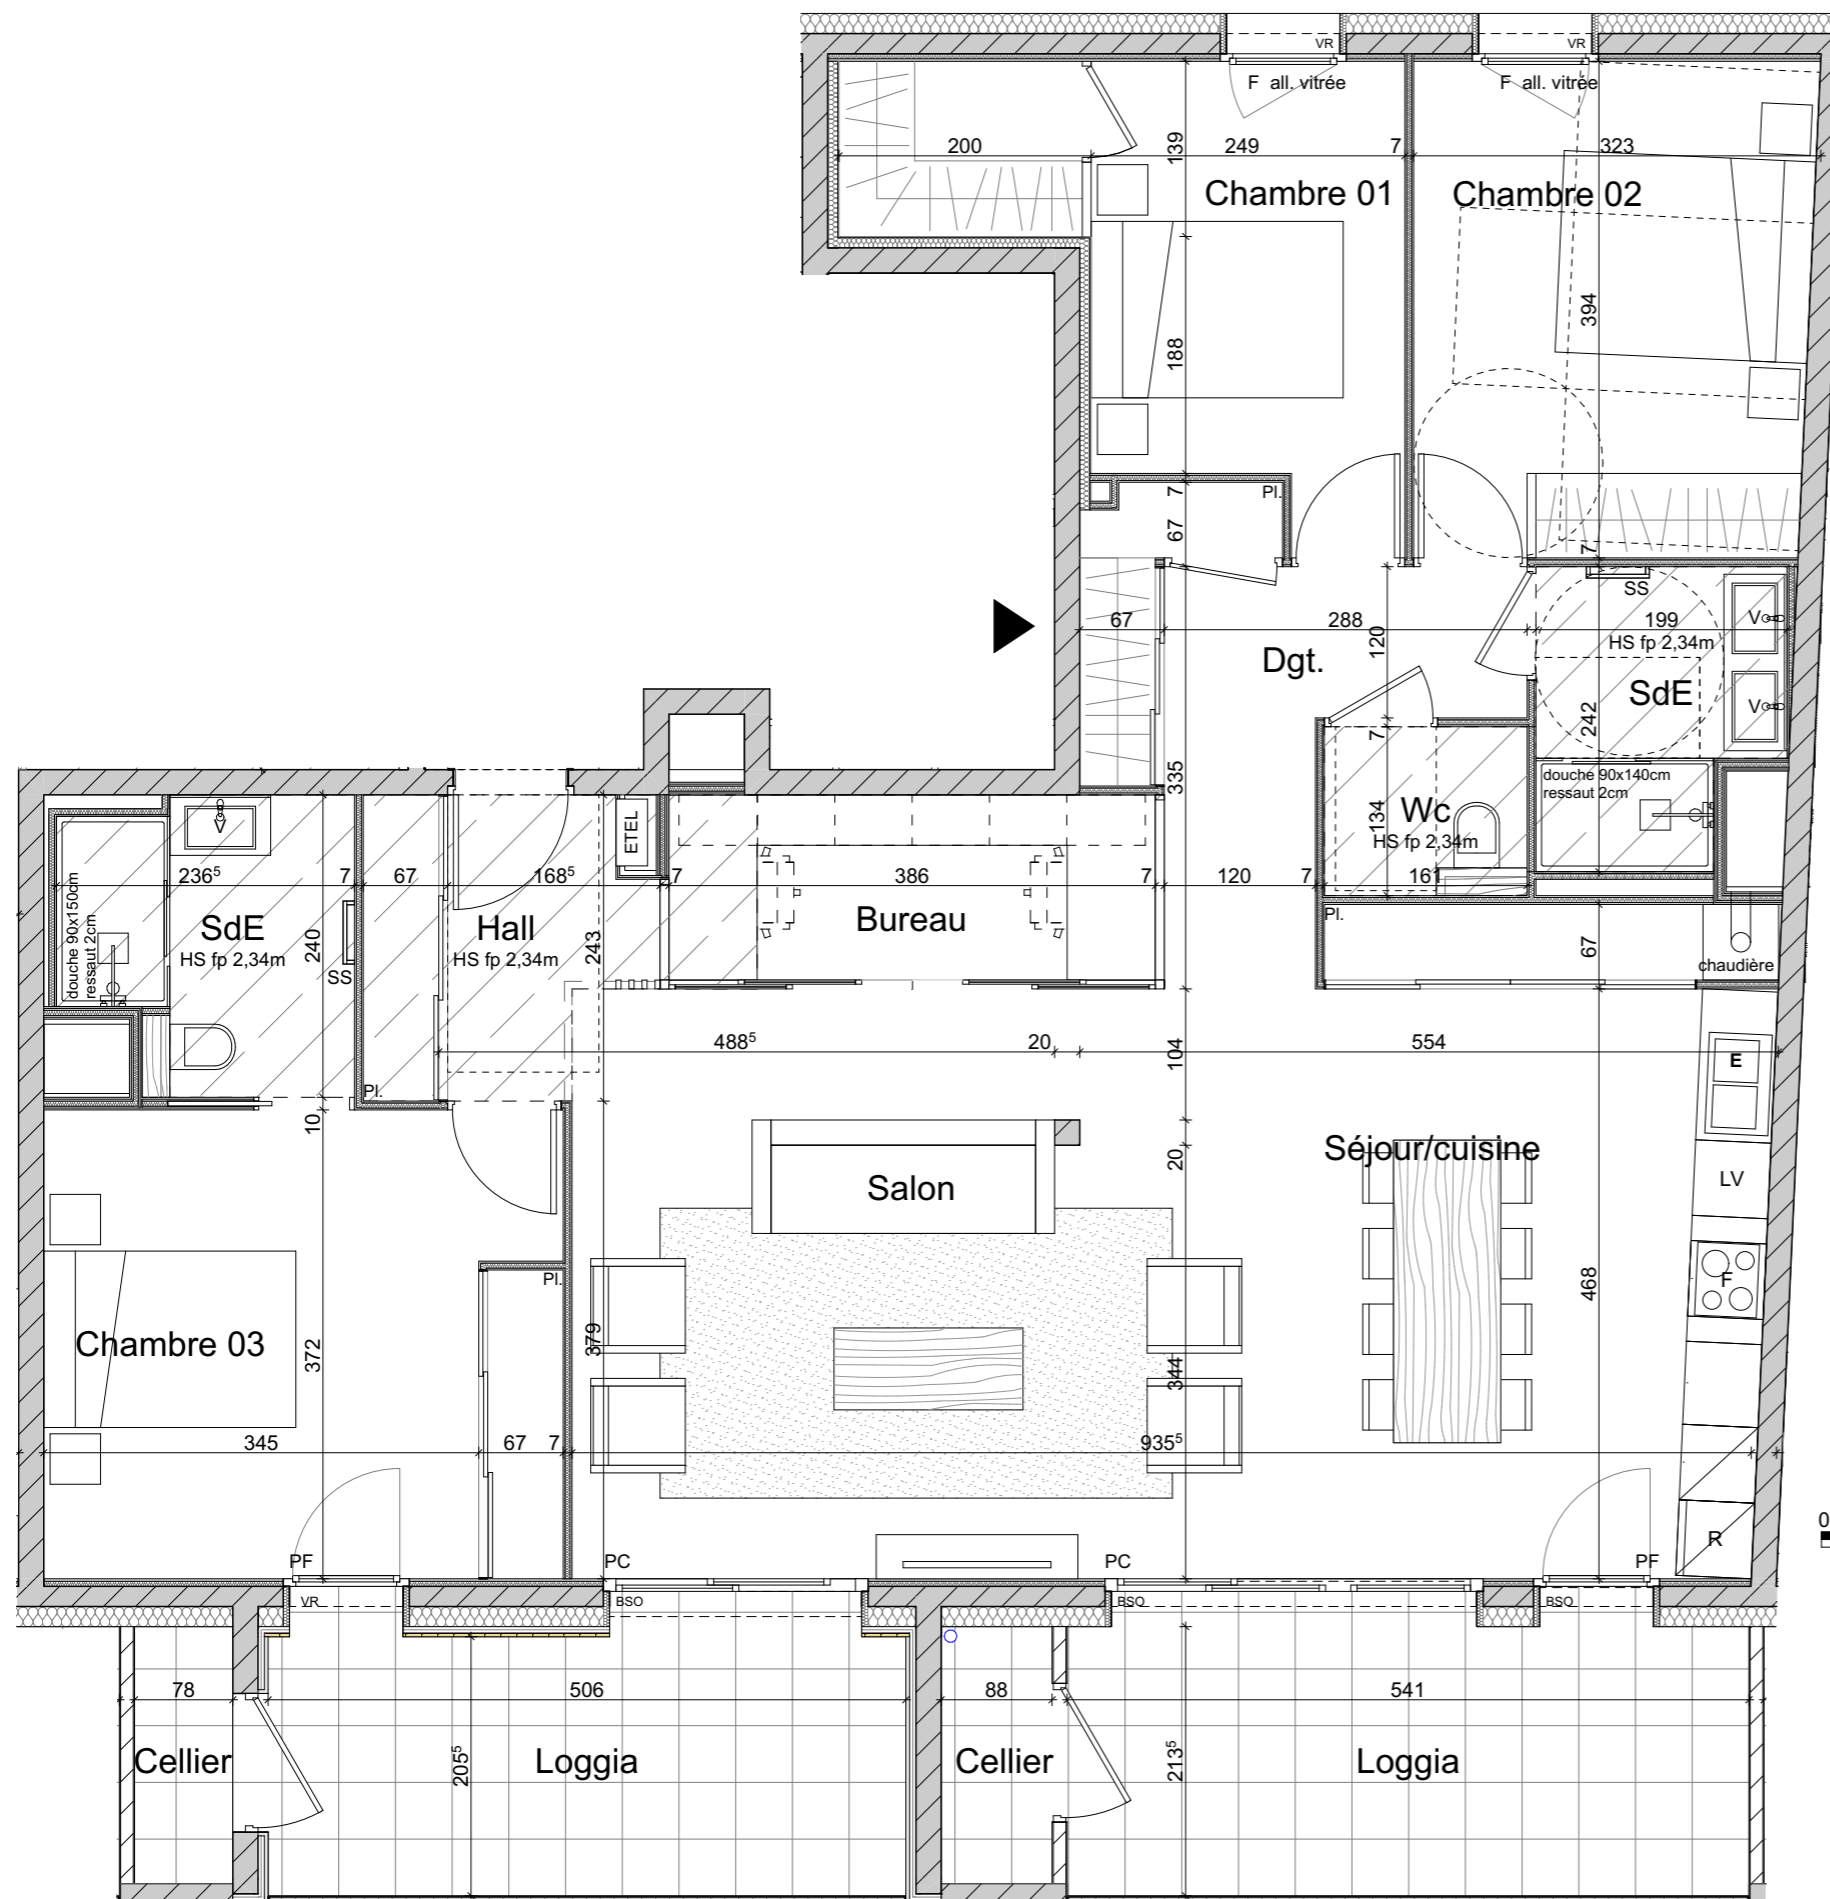 VR
VR
F all. vitrée
F all. vitrée
200
139
249
7
323
Chambre 01
Chambre 02
394
188
7
Pl.
67
7
SS
67
288
120
199
HS fp 2,34m
V
Dgt.
SdE
V
242
7
335
douche 90x140cm
ressaut 2cm
Wc
134
HS fp 2,34m
ETEL
236⁵
7
67
168⁵
7
386
7
120
7
161
douche 90x150cm
ressaut 2cm
V
SdE
HS fp 2,34m
240
SS
Hall
HS fp 2,34m
243
Bureau
Pl.
67
chaudière
488⁵
20
104
554
E
Pl.
10
20
Séjour/cuisine
LV
Salon
Pl.
468
F
Chambre 03
372
379
344
345
67
7
935⁵
0
R
PF
PC
PC
PF
VR
BSO
BSO
BSO
78
506
88
541
Cellier
205⁵
Loggia
Cellier
213⁵
Loggia